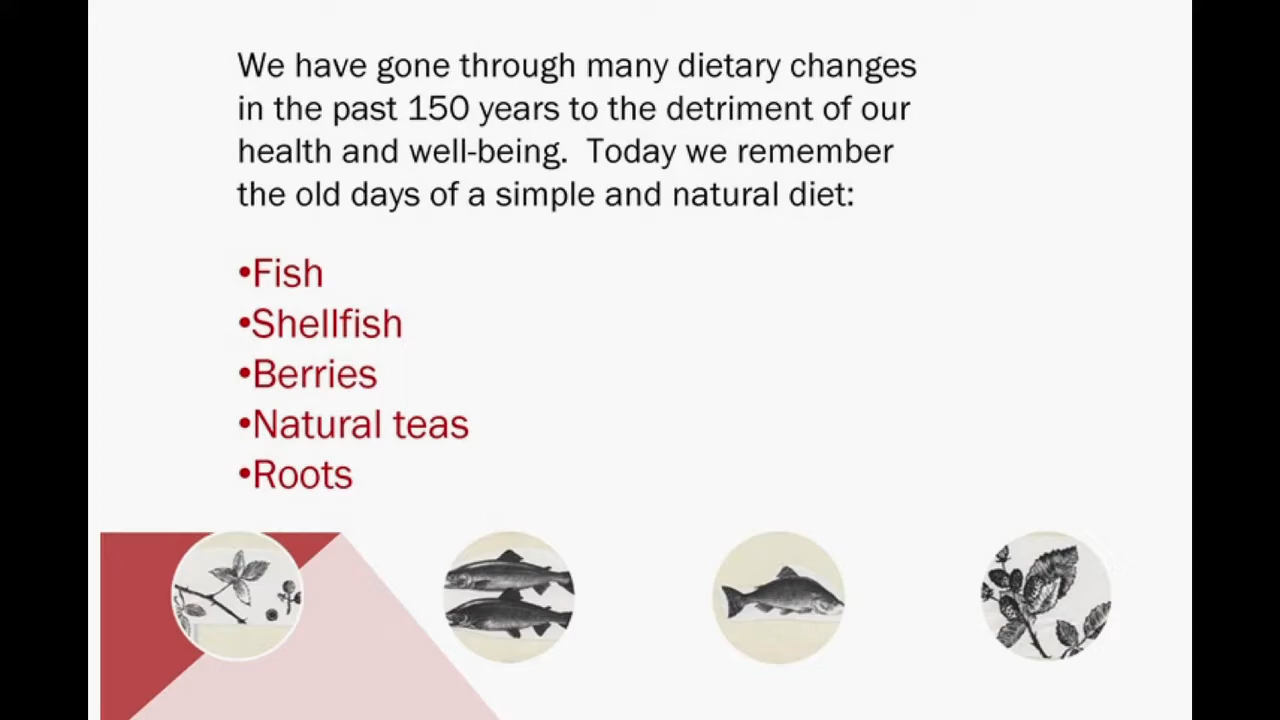 We have gone through many dietary changes
in the past 150 years to the detriment of our
health and well-being.  Today we remember
the old days of a simple and natural diet:
•Fish
•Shellfish
•Berries
•Natural teas
•Roots